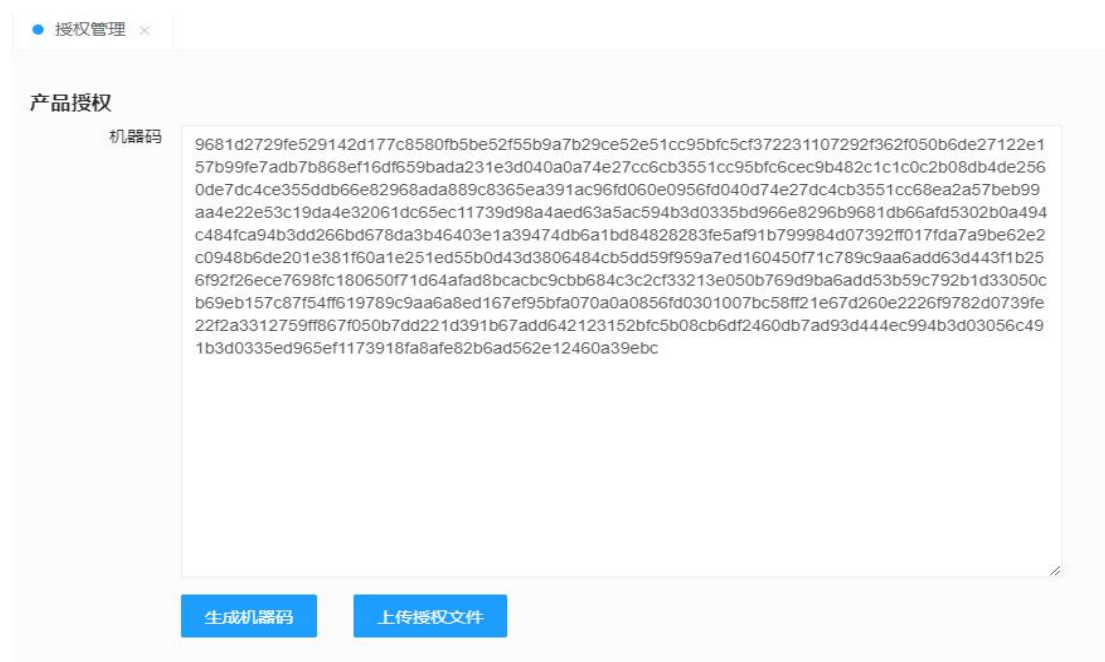 授权管理 ×
产品授权
机器码
9681d2729fe529142d177c8580fb5be52f55b9a7b29ce52e51cc95bfc5cf372231107292f362f050b6de27122e1
57b99fe7adb7b868ef16df659bada231e3d040a0a74e27cc6cb3551cc95bfc6cec9b482c1c1c0c2b08db4de256
0de7dc4ce355ddb66e82968ada889c8365ea391ac96fd060e0956fd040d74e27dc4cb3551cc68ea2a57beb99
aa4e22e53c19da4e32061dc65ec11739d98a4aed63a5ac594b3d0335bd966e8296b9681db66afd5302b0a494
c484fca94b3dd266bd678da3b46403e1a39474db6a1bd84828283fe5af91b799984d07392ff017fda7a9be62e2
c0948b6de201e381f60a1e251ed55b0d43d3806484cb5dd59f959a7ed160450f71c789c9aa6add63d443f1b25
6f92f26ece7698fc180650f71d64afad8bcacbc9cbb684c3c2cf33213e050b769d9ba6add53b59c792b1d33050c
b69eb157c87f54ff619789c9aa6a8ed167ef95bfa070a0a0856fd0301007bc58ff21e67d260e2226f9782d0739fe
22f2a3312759ff867f050b7dd221d391b67add642123152bfc5b08cb6df2460db7ad93d444ec994b3d03056c49
1b3d0335ed965ef1173918fa8afe82b6ad562e12460a39ebc
生成机器码 上传授权文件